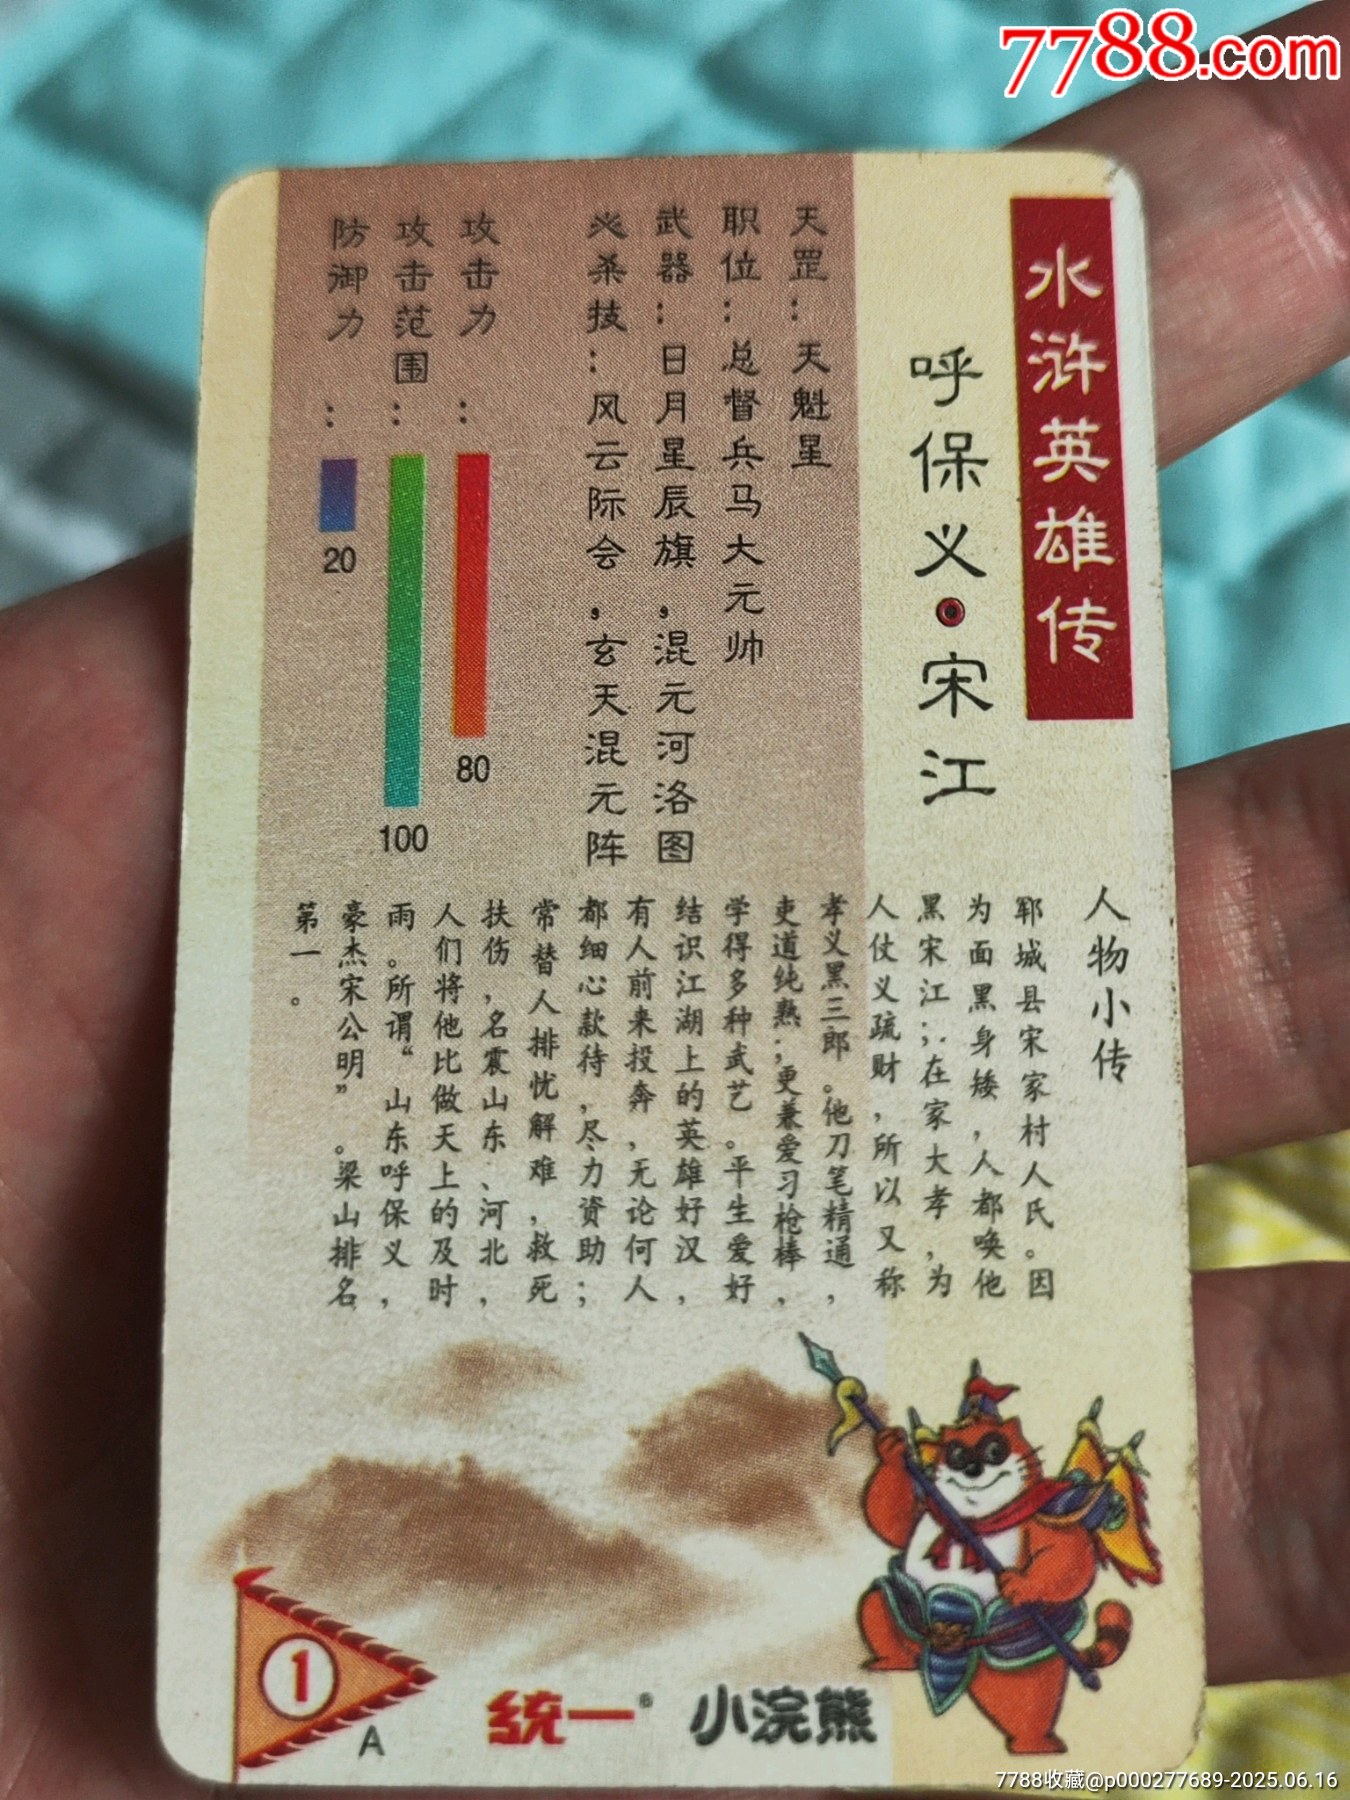 7788.com
水浒英雄传
呼保义·宋江
天罡：天魁星
职位：总督兵马大元帅
武器：日月星辰旗，混元河洛图
必杀技：风云际会，玄天混元阵
攻击力：
80
攻击范围：
100
防御力：
20
人物小传
郓城县宋家村人氏。因
为面黑身矮，人都唤他
黑宋江；在家大孝，为
人仗义疏财，所以又称
孝义黑三郎。他刀笔精通，
吏道纯熟；更兼爱习枪棒，
学得多种武艺。平生爱好
结识江湖上的英雄好汉，
有人前来投奔，无论何人
都细心款待，尽力资助；
常替人排忧解难，救死
扶伤，名震山东、河北，
人们将他比做天上的及时
雨。所谓“山东呼保义，
豪杰宋公明”。梁山排名
第一。
1
A
统一®
小浣熊
7788收藏@p000277689-2025.06.16